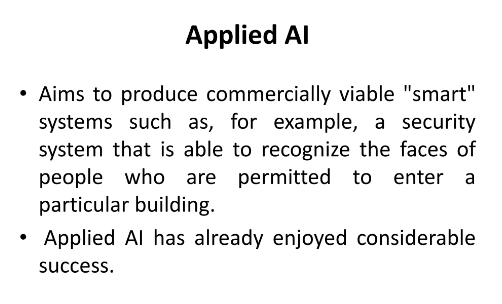 Applied AI
• Aims to produce commercially viable "smart"
systems such as, for example, a security
system that is able to recognize the faces of
people who are permitted to enter a
particular building.
• Applied AI has already enjoyed considerable
success.